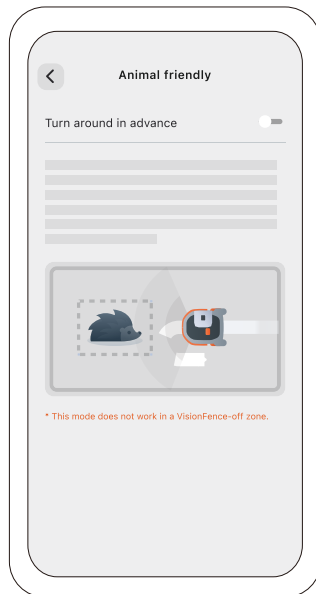 Animal friendly
Turn around in advance
* This mode does not work in a VisionFence-off zone.